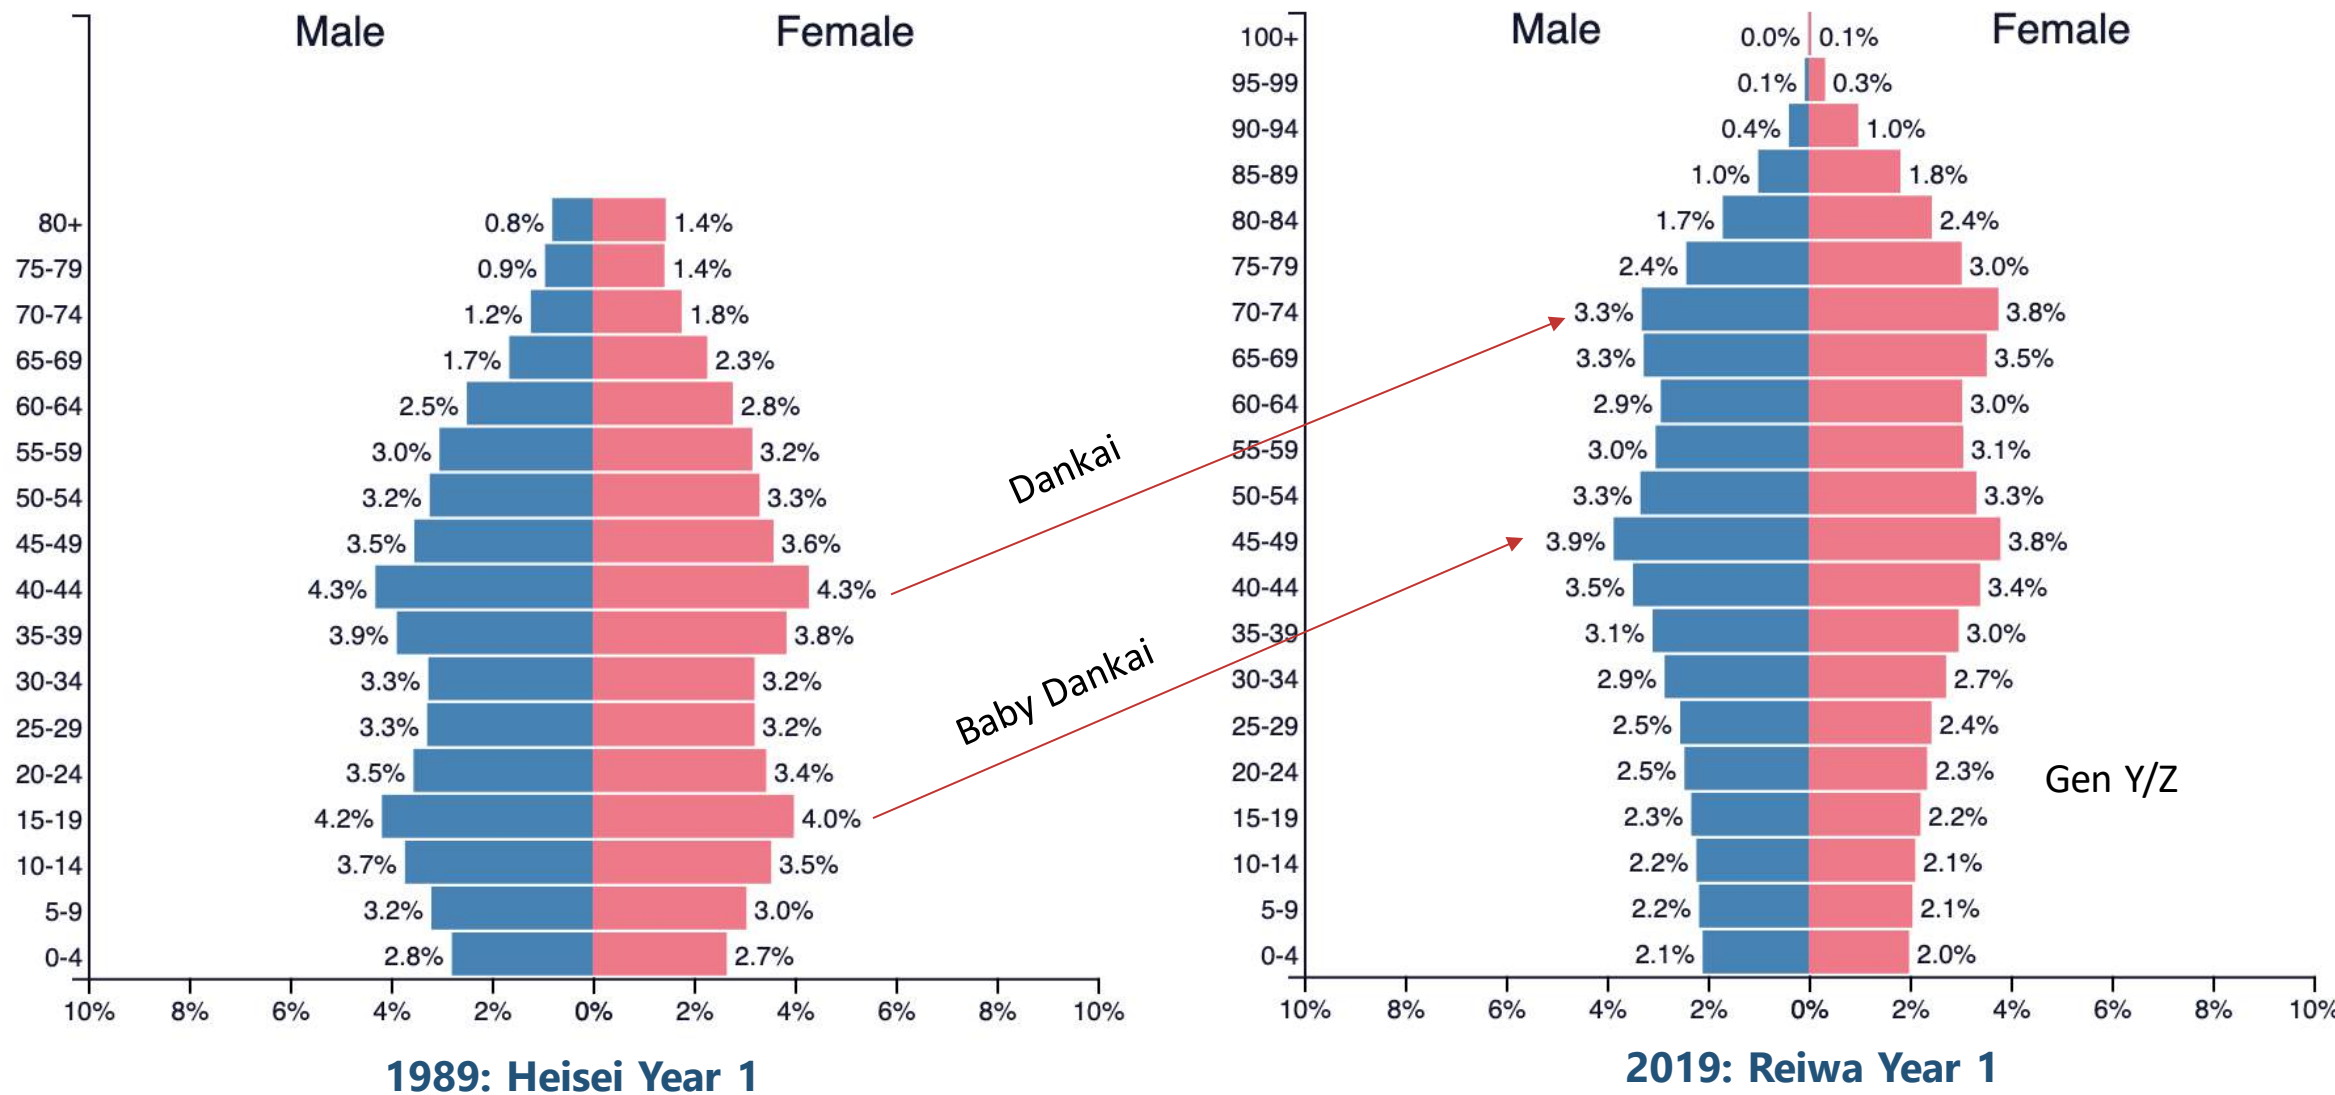 Male Female
80+ 0.8% 1.4%
75-79 0.9% 1.4%
70-74 1.2% 1.8%
65-69 1.7% 2.3%
60-64 2.5% 2.8%
55-59 3.0% 3.2%
50-54 3.2% 3.3%
45-49 3.5% 3.6%
40-44 4.3% 4.3%
35-39 3.9% 3.8%
30-34 3.3% 3.2%
25-29 3.3% 3.2%
20-24 3.5% 3.4%
15-19 4.2% 4.0%
10-14 3.7% 3.5%
5-9 3.2% 3.0%
0-4 2.8% 2.7%
10% 8% 6% 4% 2% 0% 2% 4% 6% 8% 10%
1989: Heisei Year 1
Dankai
Baby Dankai
Male Female
100+ 0.0% 0.1%
95-99 0.1% 0.3%
90-94 0.4% 1.0%
85-89 1.0% 1.8%
80-84 1.7% 2.4%
75-79 2.4% 3.0%
70-74 3.3% 3.8%
65-69 3.3% 3.5%
60-64 2.9% 3.0%
55-59 3.0% 3.1%
50-54 3.3% 3.3%
45-49 3.9% 3.8%
40-44 3.5% 3.4%
35-39 3.1% 3.0%
30-34 2.9% 2.7%
25-29 2.5% 2.4%
20-24 2.5% 2.3%
Gen Y/Z
15-19 2.3% 2.2%
10-14 2.2% 2.1%
5-9 2.2% 2.1%
0-4 2.1% 2.0%
10% 8% 6% 4% 2% 0% 2% 4% 6% 8% 10%
2019: Reiwa Year 1